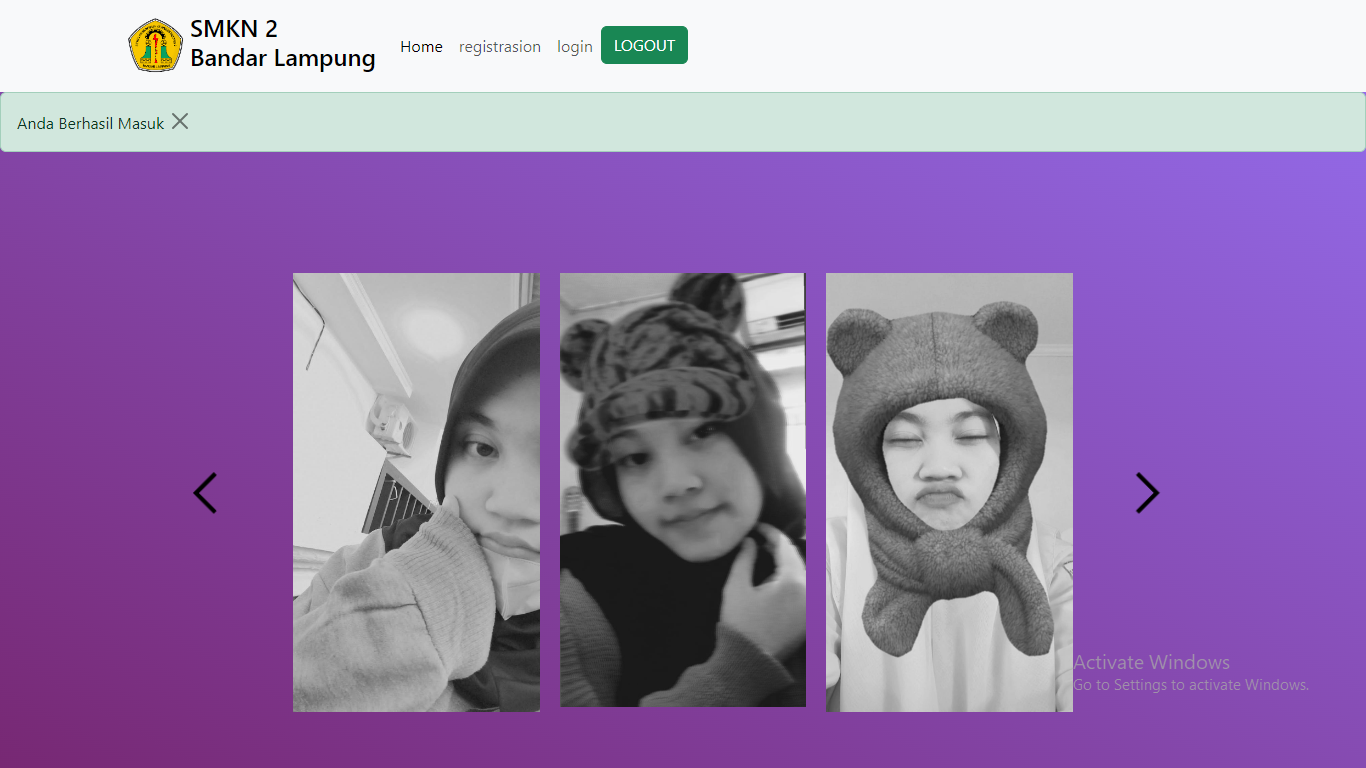 SMKN 2
Bandar Lampung
Home registrasion login LOGOUT
Anda Berhasil Masuk
Activate Windows
Go to Settings to activate Windows.